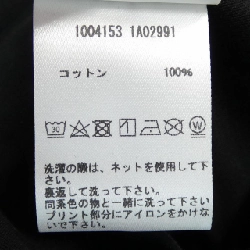 1004153 1A02991
コットン 100%
洗濯の際は、ネットを使用して下
さい。
裏返して洗って下さい。
同系色の物と一緒に洗って下さい。
プリント部分にアイロンをかけな
いで下さい。